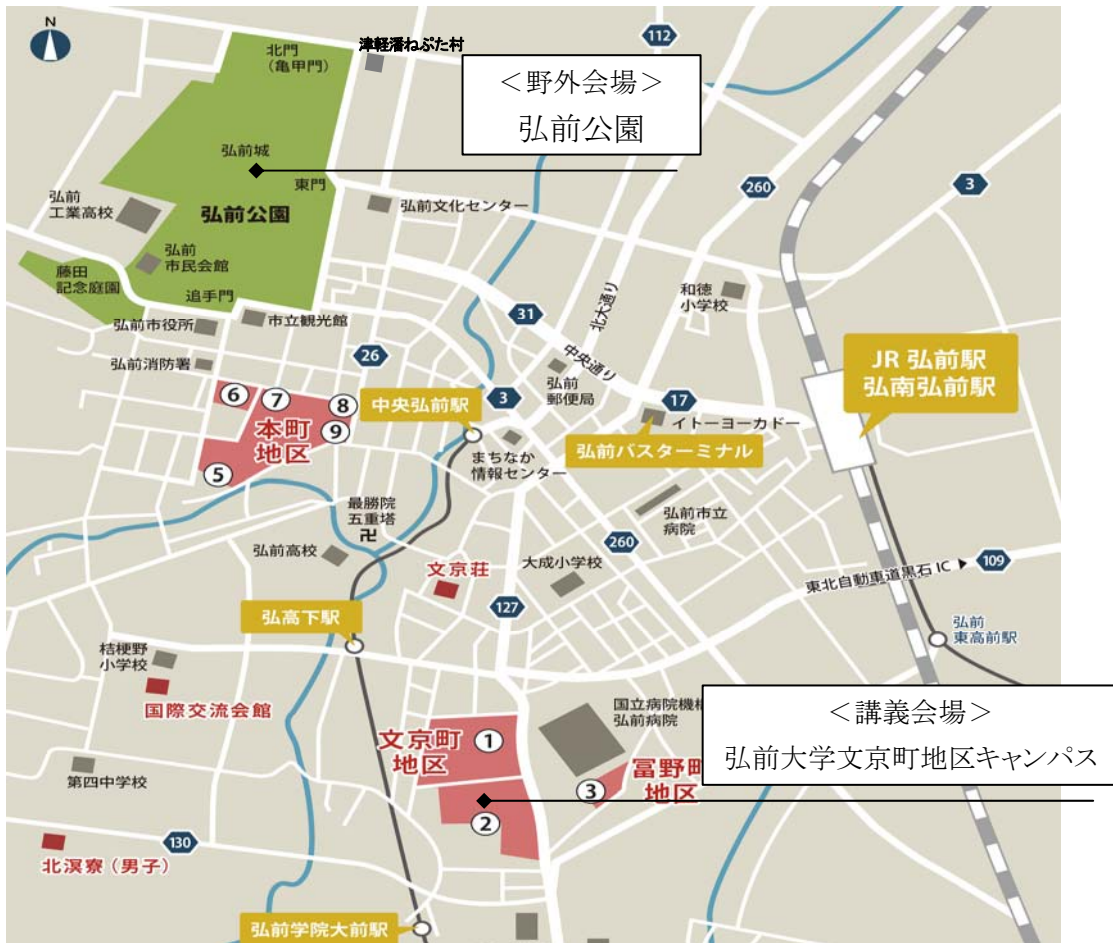 N
北門
(亀甲門)
津軽藩ねぷた村
112
<野外会場>
弘前公園
弘前城
東門
260
3
弘前
工業高校
弘前公園
弘前文化センター
弘前
市民会館
藤田
記念庭園
追手門
北大通り
和徳
小学校
弘前市役所
市立観光館
31
中央通り
弘前消防署
26
JR 弘前駅
弘南弘前駅
弘前
郵便局
6
7
8
中央弘前駅
3
17
イトーヨーカドー
9
本町
地区
まちなか
情報センター
弘前バスターミナル
5
最勝院
五重塔
卍
弘前市立
病院
弘前高校
260
大成小学校
文京荘
東北自動車道黒石 IC ▶
109
127
弘高下駅
弘前
東高前駅
桔梗野
小学校
国際交流会館
国立病院機構
弘前病院
<講義会場>
弘前大学文京町地区キャンパス
文京町
地区
1
第四中学校
富野町
地区
3
2
130
北溟寮(男子)
弘前学院大前駅